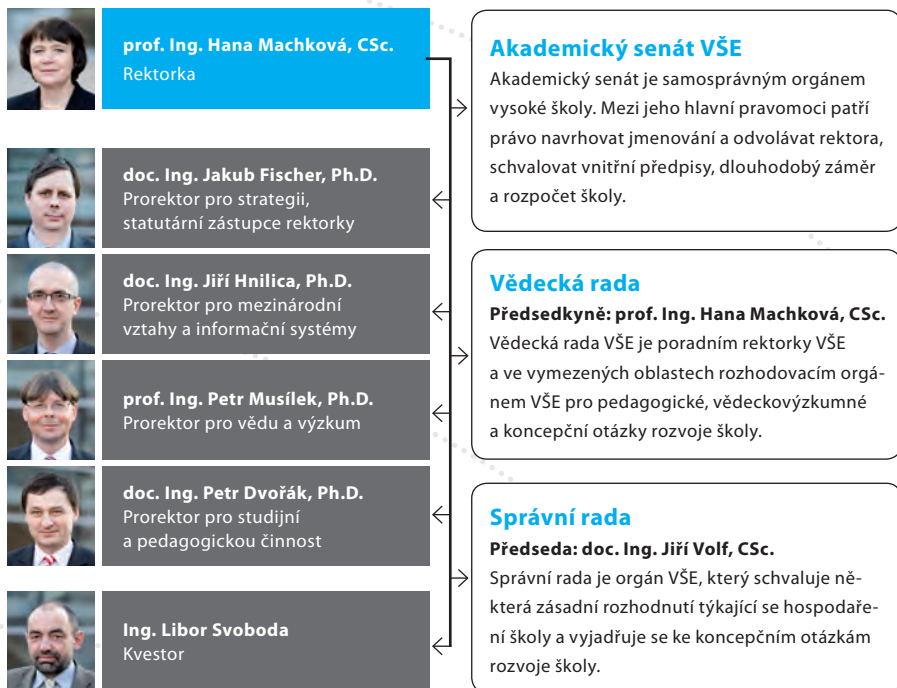 prof. Ing. Hana Machková, CSc.
Rektorka
doc. Ing. Jakub Fischer, Ph.D.
Prorektor pro strategii,
statutární zástupce rektorky
doc. Ing. Jiří Hnilica, Ph.D.
Prorektor pro mezinárodní
vztahy a informační systémy
prof. Ing. Petr Musílek, Ph.D.
Prorektor pro vědu a výzkum
doc. Ing. Petr Dvořák, Ph.D.
Prorektor pro studijní
a pedagogickou činnost
Ing. Libor Svoboda
Kvestor
Akademický senát VŠE
Akademický senát je samosprávným orgánem
vysoké školy. Mezi jeho hlavní pravomoci patří
právo navrhovat jmenování a odvolávat rektora,
schvalovat vnitřní předpisy, dlouhodobý záměr
a rozpočet školy.
Vědecká rada
Předsedkyně: prof. Ing. Hana Machková, CSc.
Vědecká rada VŠE je poradním rektorky VŠE
a ve vymezených oblastech rozhodovacím orgá-
nem VŠE pro pedagogické, vědeckovýzkumné
a koncepční otázky rozvoje školy.
Správní rada
Předseda: doc. Ing. Jiří Volf, CSc.
Správní rada je orgán VŠE, který schvaluje ně-
která zásadní rozhodnutí týkající se hospodaře-
ní školy a vyjadřuje se ke koncepčním otázkám
rozvoje školy.